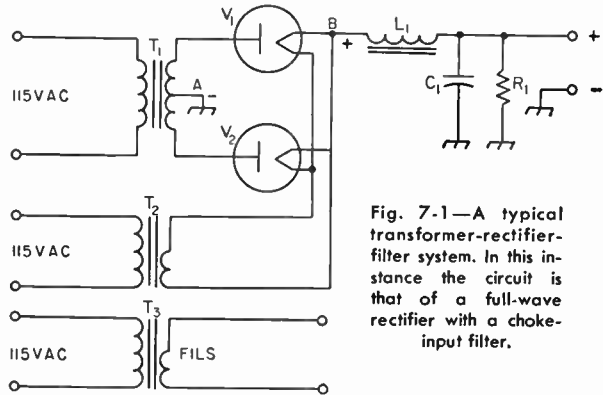 V1
B
L1
+
+
T1
A
-
115VAC
C1
R1
-
V2
T2
115VAC
T3
115VAC
FILS
Fig. 7-1—A typical
transformer-rectifier-
filter system. In this in-
stance the circuit is
that of a full-wave
rectifier with a choke-
input filter.